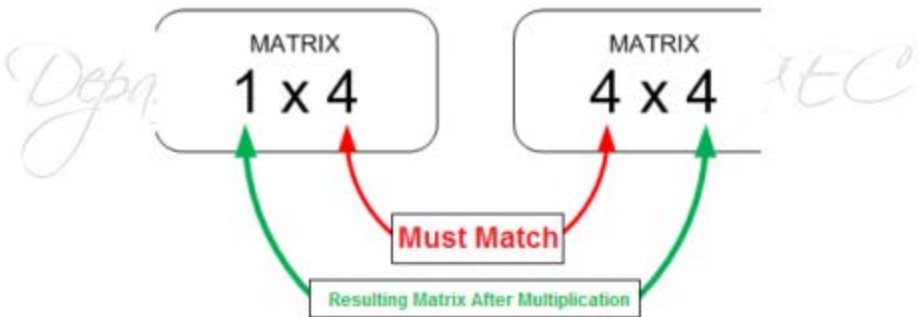 MATRIX
1 x 4
MATRIX
4 x 4
Must Match
Resulting Matrix After Multiplication